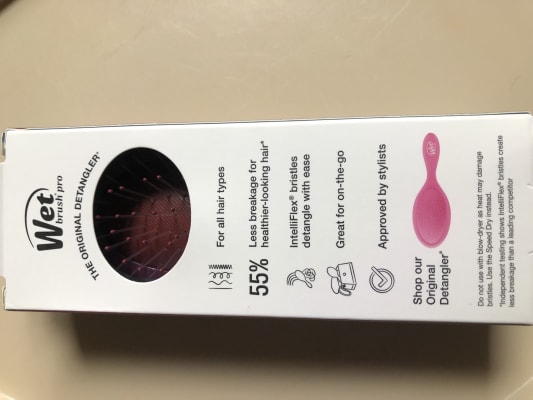 Wet
brush pro
THE ORIGINAL DETANGLER®
For all hair types
55% Less breakage for
healthier-looking hair*
IntelliFlex® bristles
detangle with ease
Great for on-the-go
Approved by stylists
Shop our
Original
Detangler®
Wet
Do not use with blow-dryer as heat may damage
bristles. Use the Speed Dry instead.
*Independent testing shows IntelliFlex® bristles create
less breakage than a leading competitor